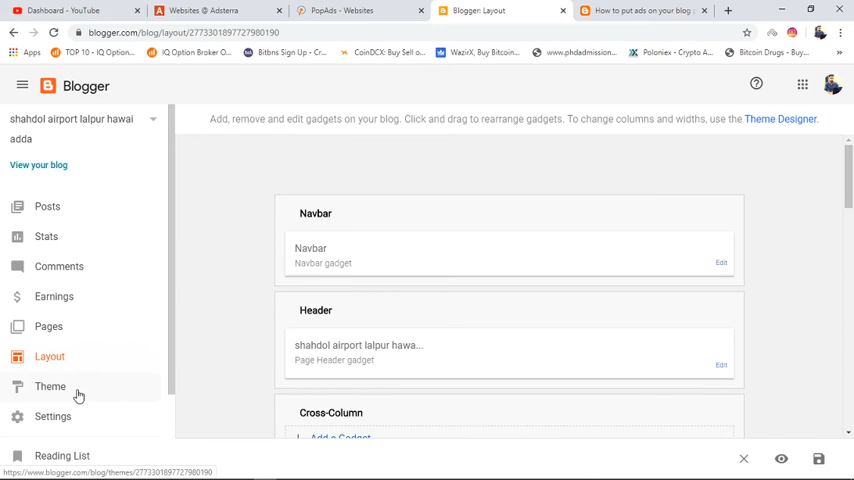 Dashboard - YouTube
Websites @ Adsterra
PopAds - Websites
Blogger: Layout
How to put ads on your blog :
blogger.com/blog/layout/2773301897727980190
Apps
TOP 10 - IQ Option...
IQ Option Broker O...
Bitbns Sign Up - Cr...
CoinDCX: Buy Sell o...
WazirX, Buy Bitcoin...
www.phdadmission...
Poloniex - Crypto A...
Bitcoin Drugs - Buy...
Blogger
shahdol airport lalpur hawai
adda
View your blog
Posts
Stats
Comments
Earnings
Pages
Layout
Theme
Settings
Reading List
https://www.blogger.com/blog/themes/2773301897727980190
Add, remove and edit gadgets on your blog. Click and drag to rearrange gadgets. To change columns and widths, use the Theme Designer.
Navbar
Navbar
Navbar gadget
Edit
Header
shahdol airport lalpur hawa...
Page Header gadget
Edit
Cross-Column
Add a Gadget